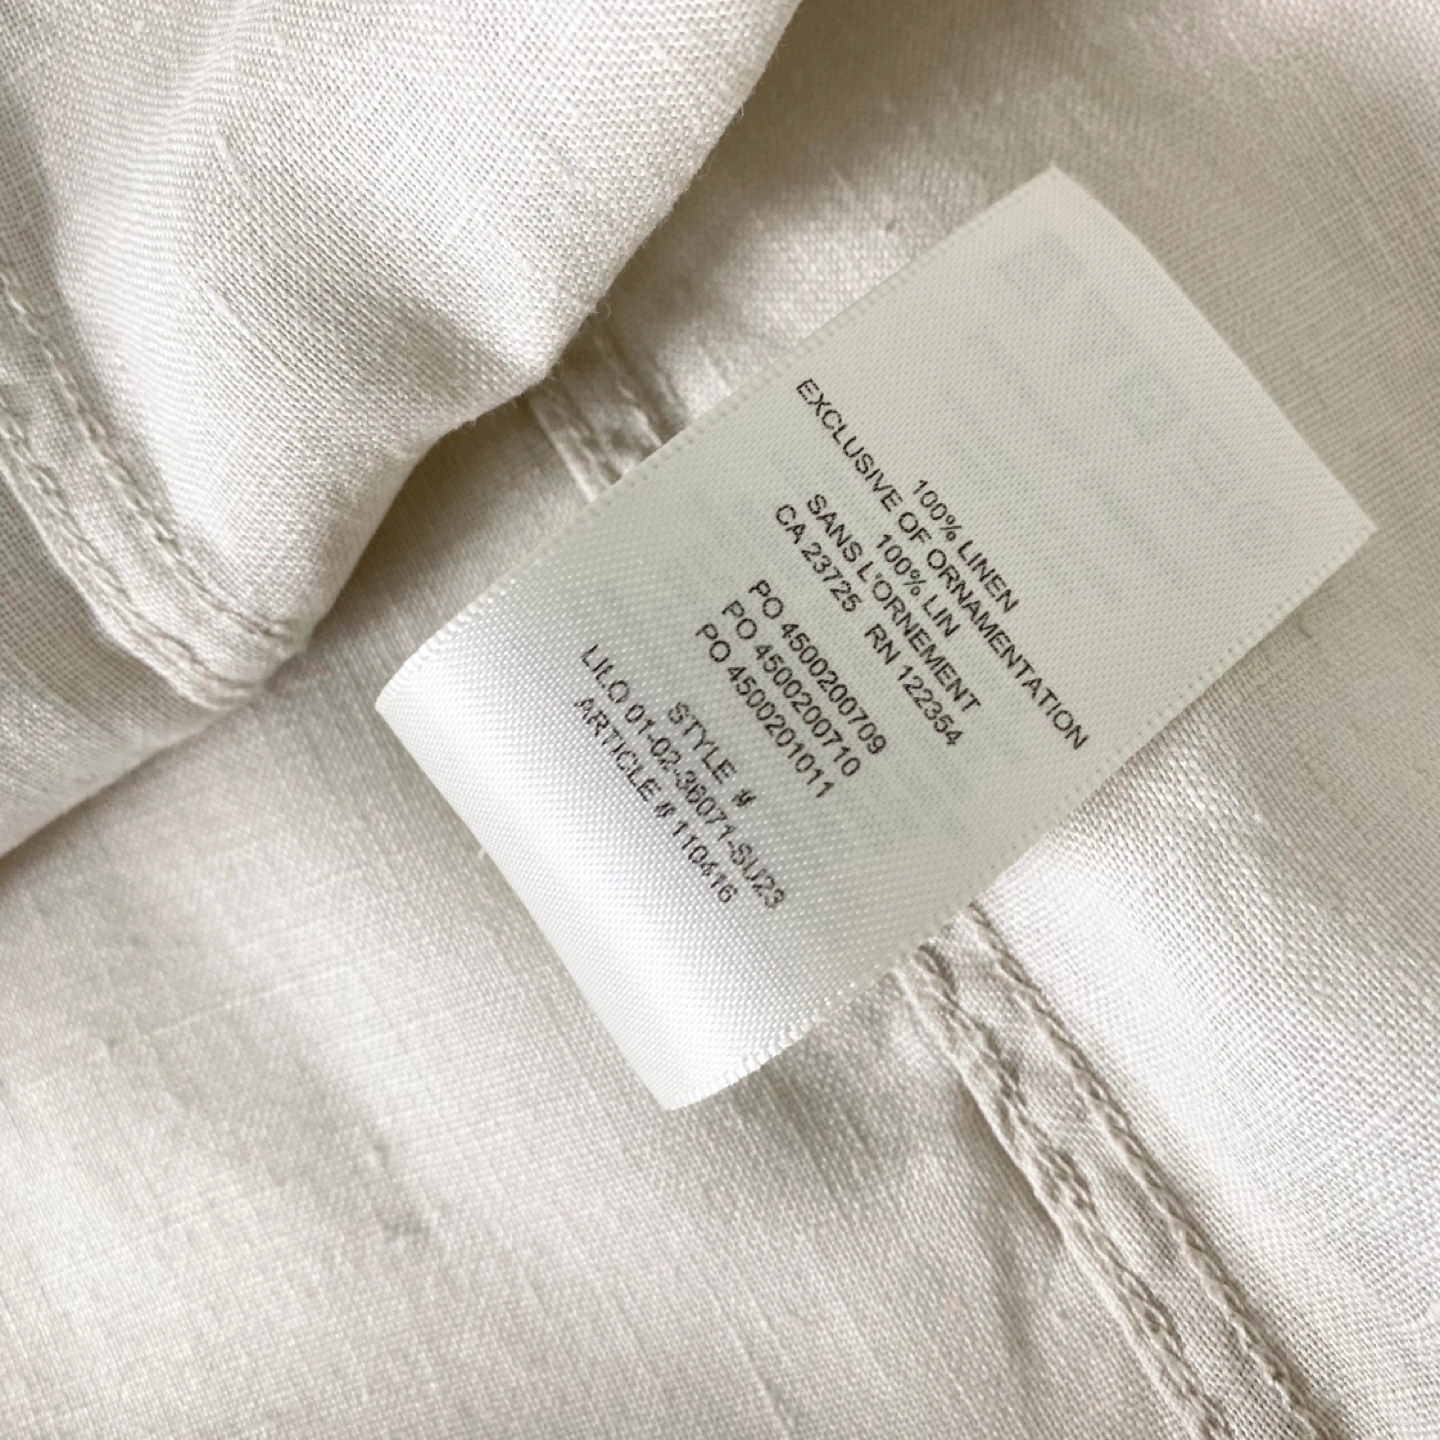 100% LINEN
EXCLUSIVE OF ORNAMENTATION
100% LIN
SANS L'ORNEMENT
CA 23725 RN 122354
PO 4500200709
PO 4500200710
PO 4500201011
STYLE #
LILO 01-02-36071-SU23
ARTICLE # 110416